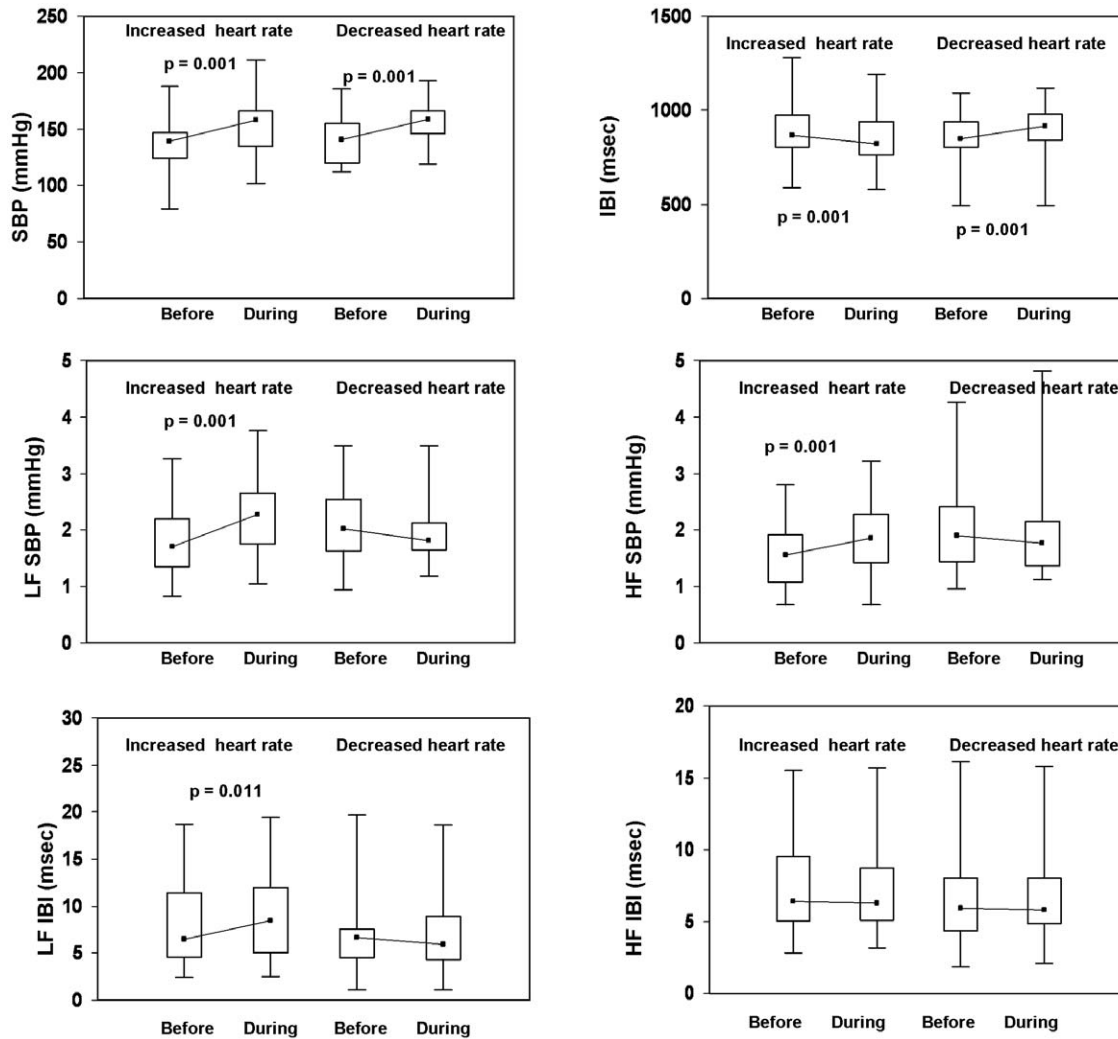 SBP (mmHg)
250
200
150
100
50
0
Increased heart rate
Decreased heart rate
p = 0.001
p = 0.001
Before During Before During
IBI (msec)
1500
1000
500
0
Increased heart rate
Decreased heart rate
p = 0.001
p = 0.001
Before During Before During
LF SBP (mmHg)
5
4
3
2
1
0
Increased heart rate
Decreased heart rate
p = 0.001
Before During Before During
HF SBP (mmHg)
5
4
3
2
1
0
Increased heart rate
Decreased heart rate
p = 0.001
Before During Before During
LF IBI (msec)
30
25
20
15
10
5
0
Increased heart rate
Decreased heart rate
p = 0.011
Before During Before During
HF IBI (msec)
20
15
10
5
0
Increased heart rate
Decreased heart rate
Before During Before During